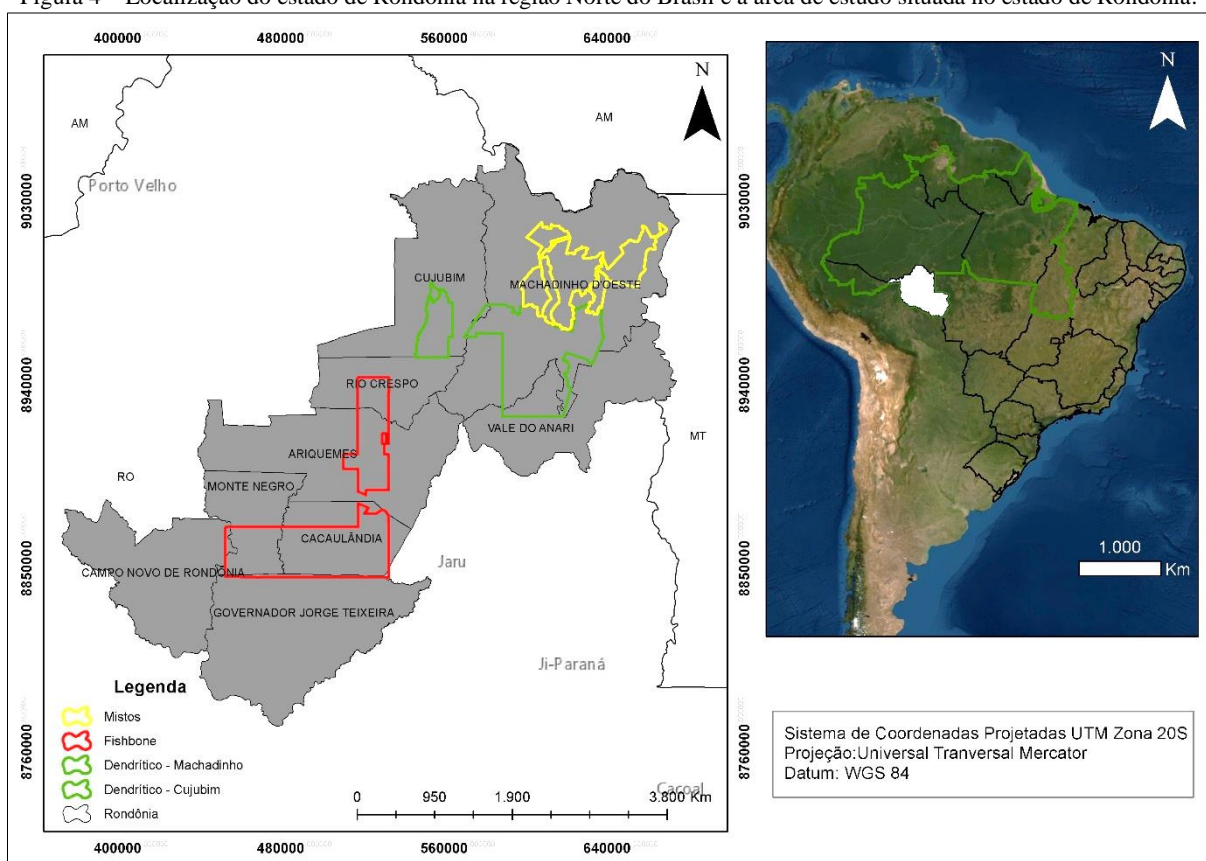 Figura 4 – Localização do estado de Rondônia na região Norte do Brasil e a área de estudo situada no estado de Rondônia.
400000 480000 560000 640000
N
AM
AM
Porto Velho
9030000
9030000
CUJUBIM
MACHADINHO D'OESTE
8940000
8940000
RIO CRESPO
VALE DO ANARI
MT
ARIQUEMES
RO
MONTE NEGRO
CACAULÂNDIA
Jaru
8850000
8850000
CAMPO NOVO DE RONDÔNIA
GOVERNADOR JORGE TEIXEIRA
Ji-Paraná
Legenda
Mistos
Fishbone
Dendrítico - Machadinho
Dendrítico - Cujubim
Rondônia
8760000
8760000
Cacoal
0 950 1.900 3.800 Km
400000 480000 560000 640000
N
1.000
Km
Sistema de Coordenadas Projetadas UTM Zona 20S
Projeção:Universal Tranversal Mercator
Datum: WGS 84